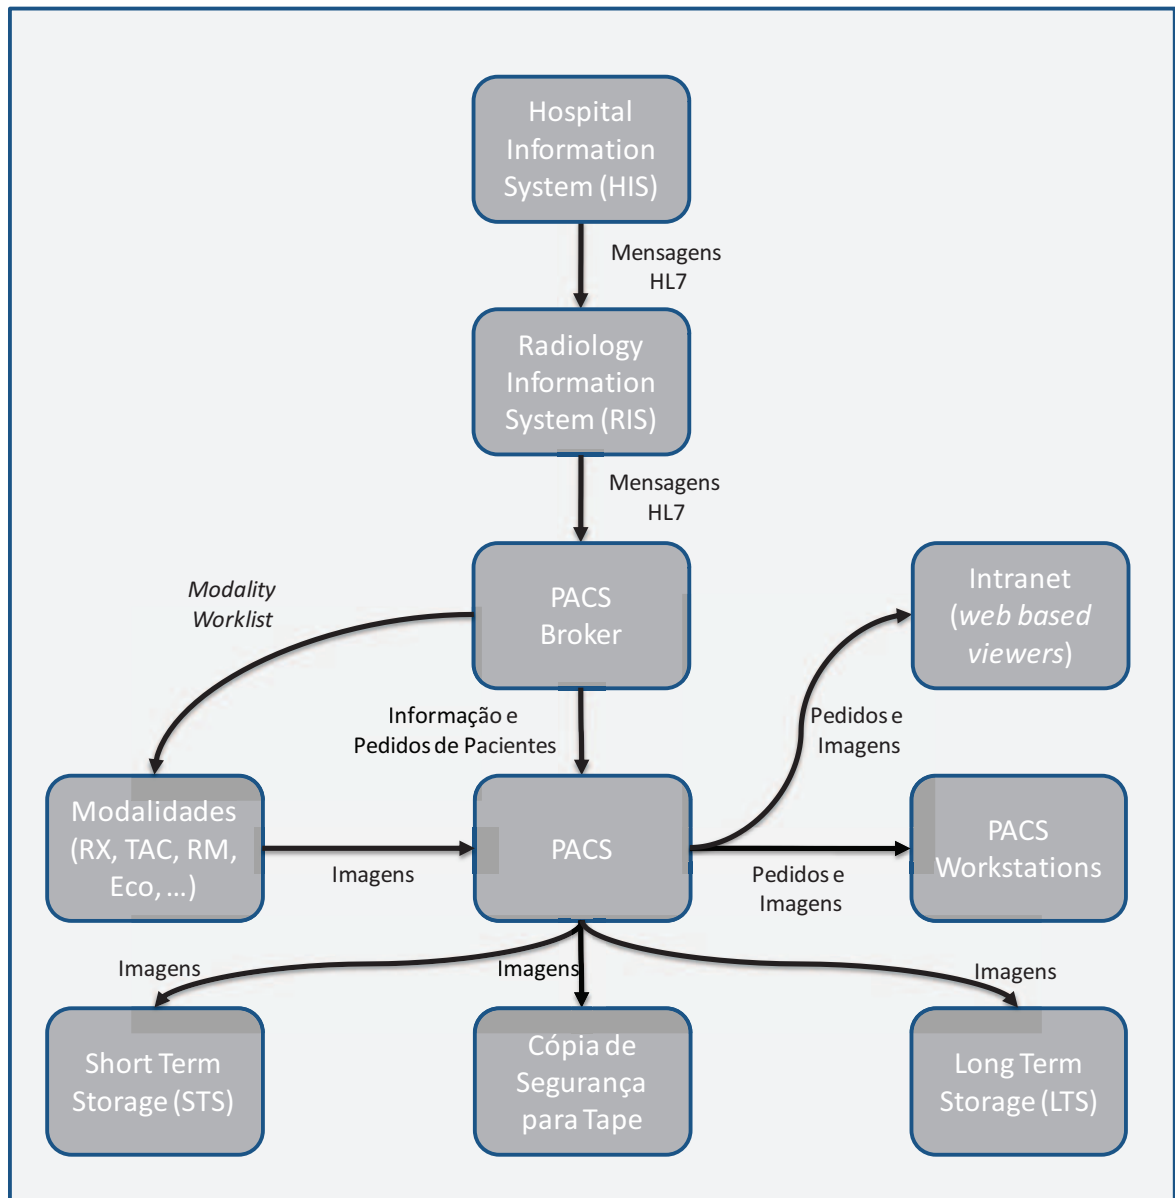 Hospital
Information
System (HIS)
Mensagens
HL7
Radiology
Information
System (RIS)
Mensagens
HL7
Modality
Worklist
PACS
Broker
Intranet
(web based
viewers)
Informação e
Pedidos de Pacientes
Pedidos e
Imagens
Modalidades
(RX, TAC, RM,
Eco, ...)
Imagens
PACS
Pedidos e
Imagens
PACS
Workstations
Imagens
Imagens
Imagens
Short Term
Storage (STS)
Cópia de
Segurança
para Tape
Long Term
Storage (LTS)